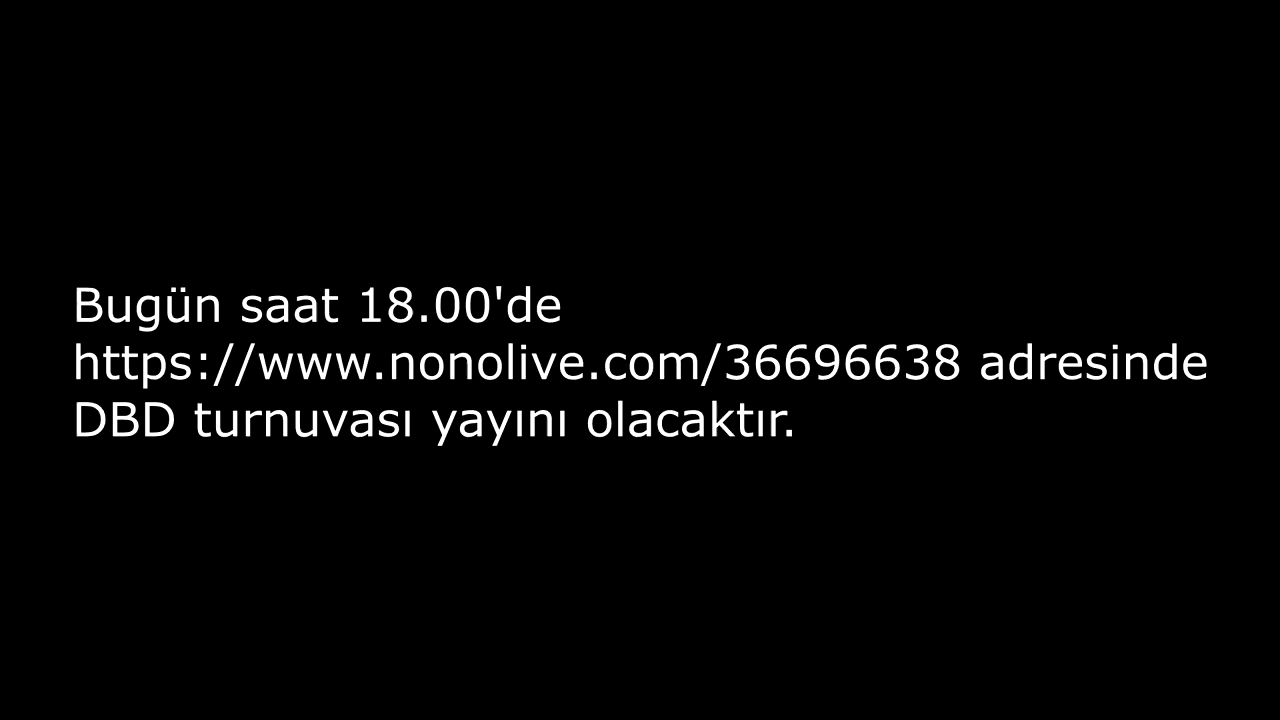 Bugün saat 18.00'de
https://www.nonolive.com/36696638 adresinde
DBD turnuvası yayını olacaktır.